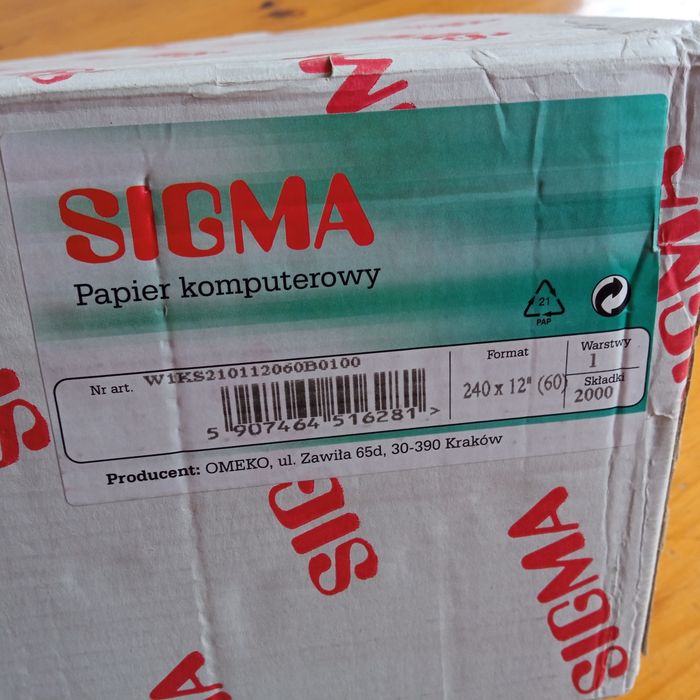 SIGMA
Papier komputerowy
21
PAP
Nr art. W1KS210112060B0100
5 907464 516281 >
Format
240 x 12" (60)
Warstwy
1
Składki
2000
Producent: OMEKO, ul. Zawiła 65d, 30-390 Kraków
SIGMA
SIGMA
SIGMA